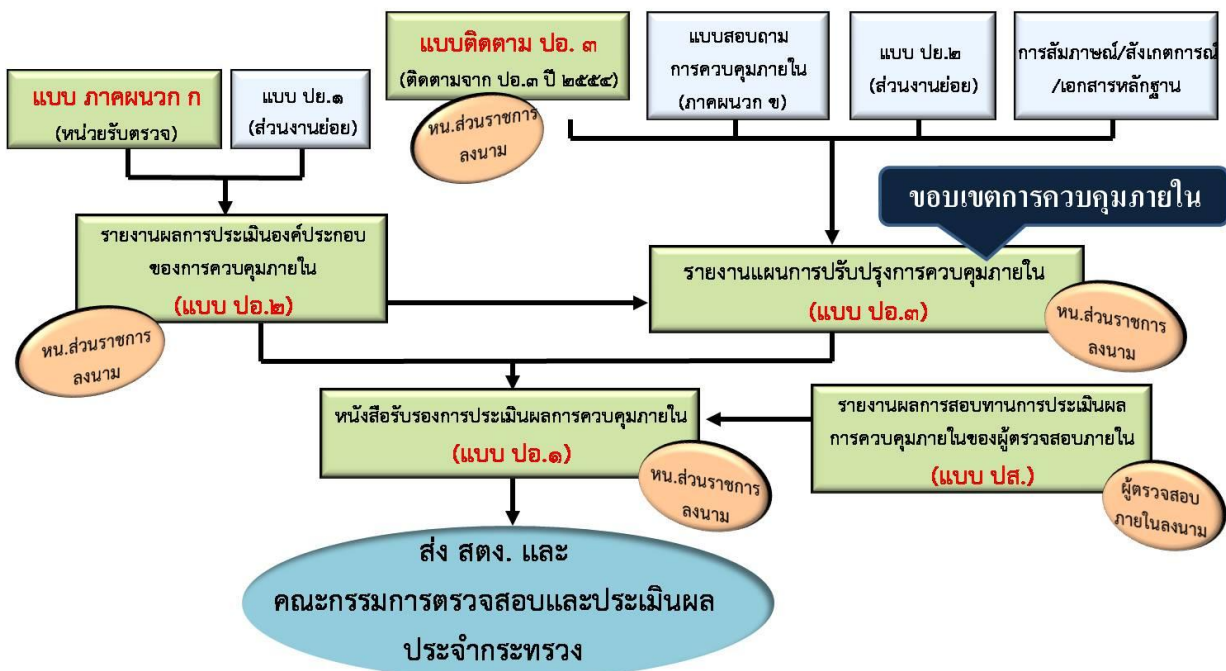 แบบติดตาม ปอ. ๓
(ติดตามจาก ปอ.๓ ปี ๒๕๕๔)
หน.ส่วนราชการ
ลงนาม
แบบสอบถาม
การควบคุมภายใน
(ภาคผนวก ข)
แบบ ปย.๒
(ส่วนงานย่อย)
การสัมภาษณ์/สังเกตการณ์
/เอกสารหลักฐาน
แบบ ภาคผนวก ก
(หน่วยรับตรวจ)
แบบ ปย.๑
(ส่วนงานย่อย)
ขอบเขตการควบคุมภายใน
รายงานผลการประเมินองค์ประกอบ
ของการควบคุมภายใน
(แบบ ปอ.๒)
หน.ส่วนราชการ
ลงนาม
รายงานแผนการปรับปรุงการควบคุมภายใน
(แบบ ปอ.๓)
หน.ส่วนราชการ
ลงนาม
หนังสือรับรองการประเมินผลการควบคุมภายใน
(แบบ ปอ.๑)
หน.ส่วนราชการ
ลงนาม
รายงานผลการสอบทานการประเมินผล
การควบคุมภายในของผู้ตรวจสอบภายใน
(แบบ ปส.)
ผู้ตรวจสอบ
ภายในลงนาม
ส่ง สตง. และ
คณะกรรมการตรวจสอบและประเมินผล
ประจำกระทรวง